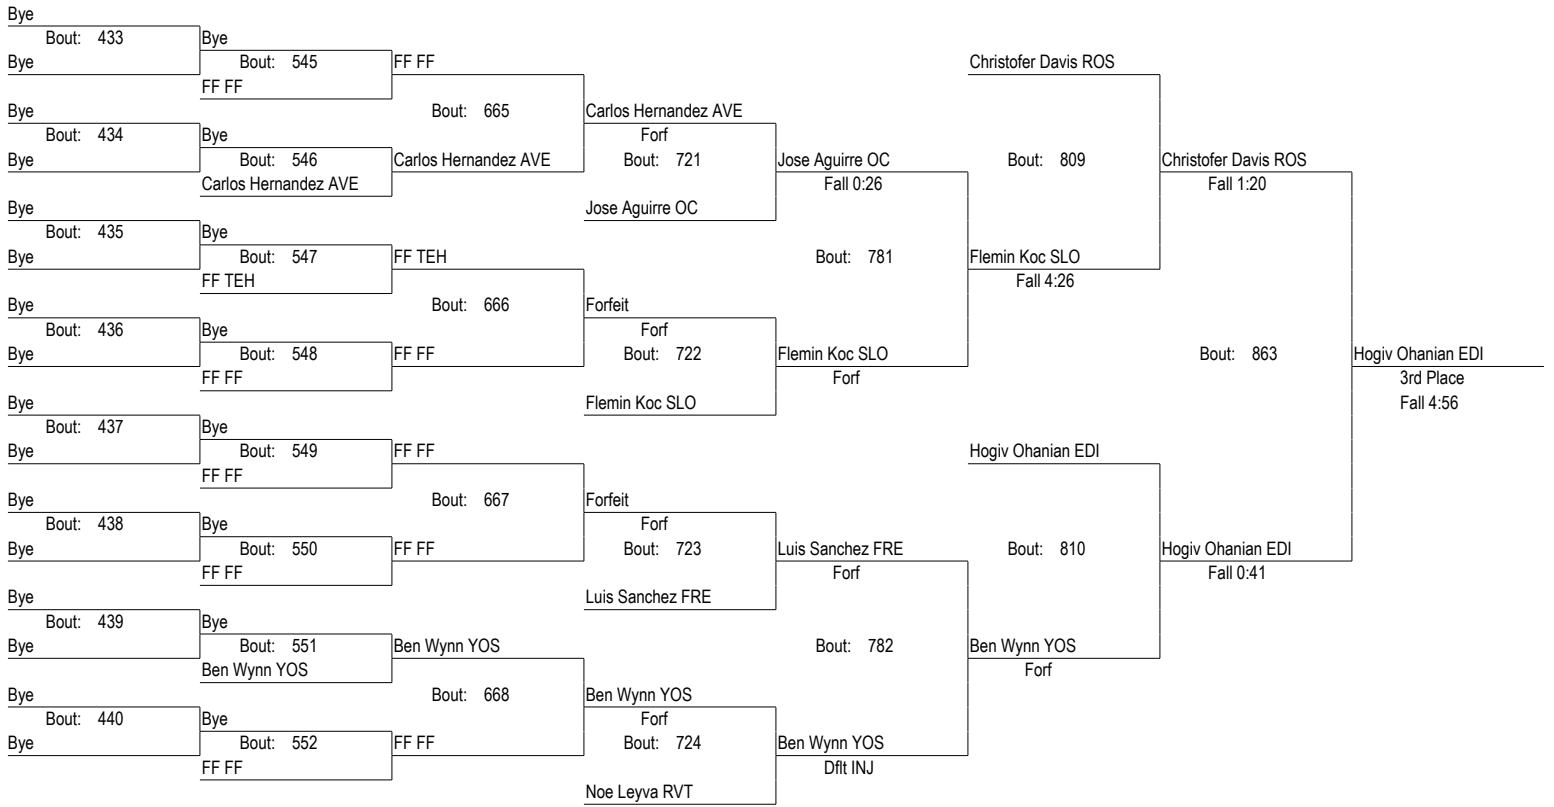 Bye
Bout: 433
Bye
Bye
Bout: 545
FF FF
FF FF
Christofer Davis ROS
Bye
Bout: 434
Bye
Bye
Bout: 546
Carlos Hernandez AVE
Bout: 665
Carlos Hernandez AVE
Carlos Hernandez AVE
Forf
Bout: 721
Jose Aguirre OC
Jose Aguirre OC
Fall 0:26
Bout: 809
Christofer Davis ROS
Fall 1:20
Bye
Bout: 435
Bye
Bye
Bout: 547
FF TEH
FF TEH
Bout: 781
Flemin Koc SLO
Fall 4:26
Bye
Bout: 436
Bye
Bye
Bout: 548
FF FF
Bout: 666
FF FF
Forfeit
Forf
Bout: 722
Flemin Koc SLO
Flemin Koc SLO
Forf
Bout: 863
Hogiv Ohanian EDI
3rd Place
Fall 4:56
Bye
Bout: 437
Bye
Bye
Bout: 549
FF FF
FF FF
Hogiv Ohanian EDI
Bye
Bout: 438
Bye
Bye
Bout: 550
FF FF
Bout: 667
FF FF
Forfeit
Forf
Bout: 723
Luis Sanchez FRE
Luis Sanchez FRE
Forf
Bout: 810
Hogiv Ohanian EDI
Fall 0:41
Bye
Bout: 439
Bye
Bye
Bout: 551
Ben Wynn YOS
Ben Wynn YOS
Bout: 782
Ben Wynn YOS
Forf
Bye
Bout: 440
Bye
Bye
Bout: 552
FF FF
Bout: 668
FF FF
Ben Wynn YOS
Forf
Bout: 724
Noe Leyva RVT
Ben Wynn YOS
Dflt INJ